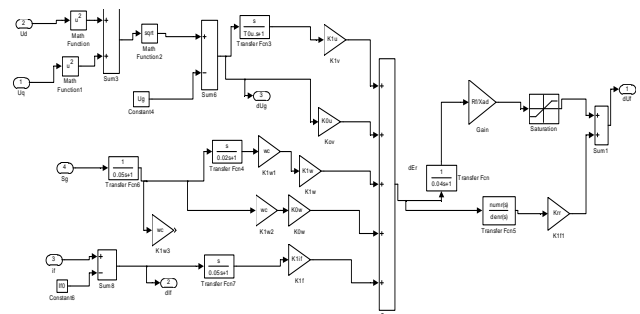 2
Ud
u2
Math
Function
1
Uq
u2
Math
Function1
Sum3
sqrt
Math
Function2
Ug
Constant4
Sum6
s
T0u.s+1
Transfer Fcn3
K1u
K1v
3
dUg
K0u
Kov
4
Sg
1
0.05s+1
Transfer Fcn6
s
0.02s+1
Transfer Fcn4
wc
K1w1
K1w
K1w
wc
K1w3
wc
K1w2
K0w
K0w
3
if
If0
Constant6
Sum8
2
dIf
s
0.05s+1
Transfer Fcn7
K1if
K1f
dEr
1
0.04s+1
Transfer Fcn
Rf/Xad
Gain
Saturation
numr(s)
denr(s)
Transfer Fcn5
Krr
K1f1
Sum1
1
dUf